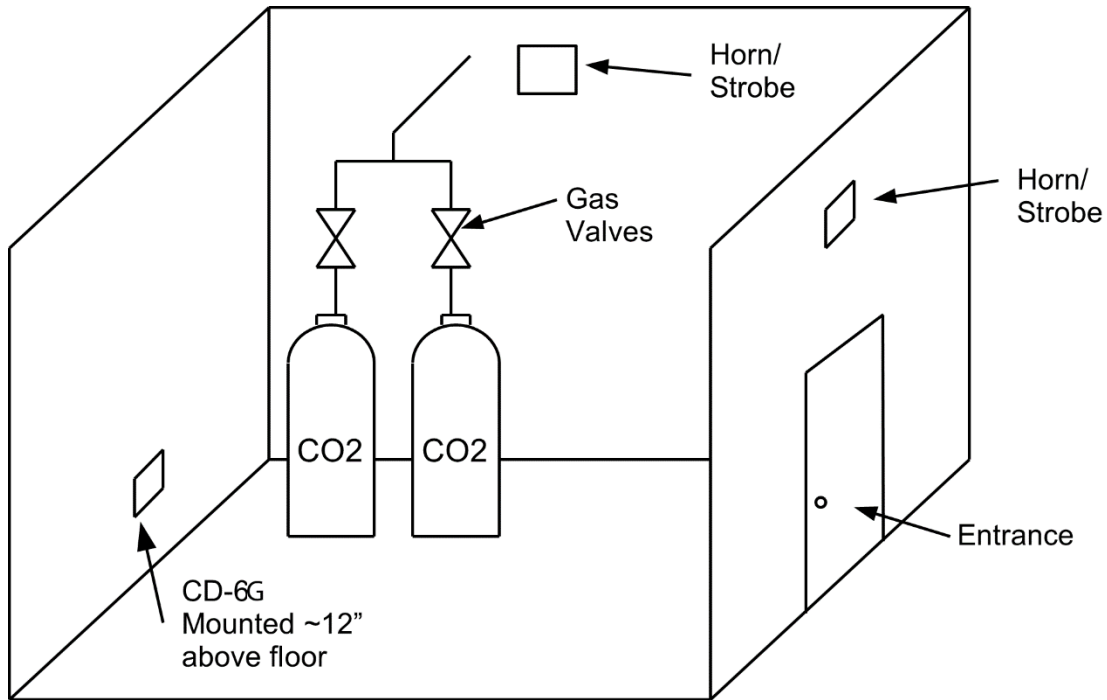 Horn/
Strobe
Horn/
Strobe
Gas
Valves
CO2
CO2
Entrance
CD-6G
Mounted ~12”
above floor